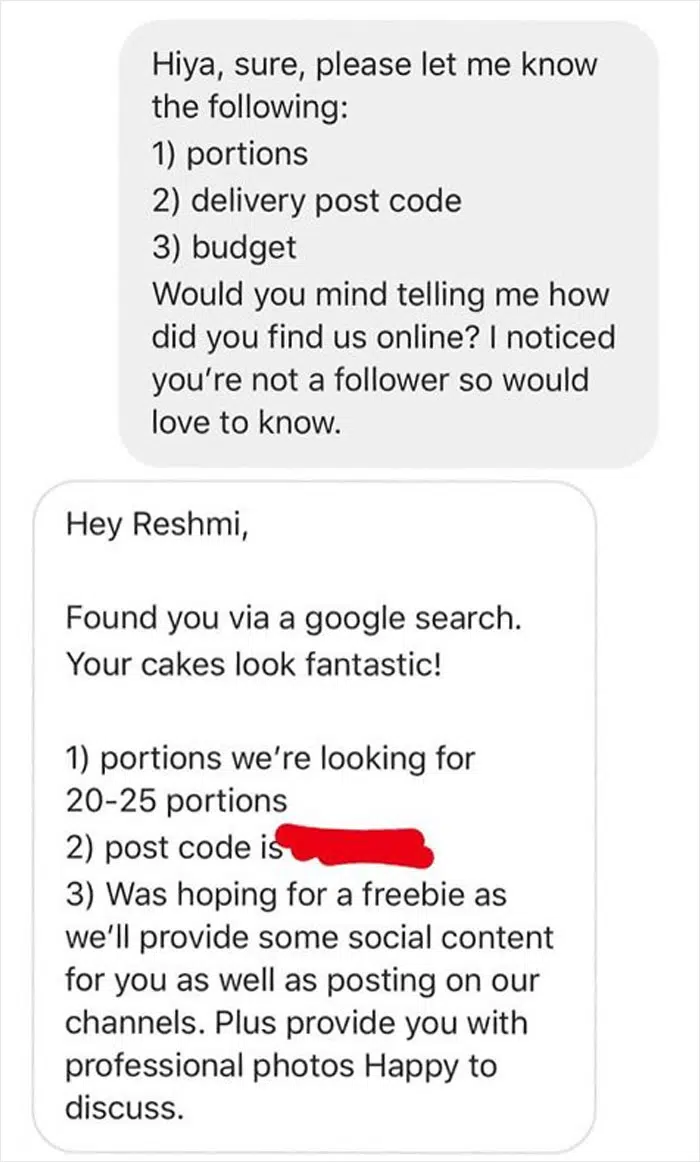 Hiya, sure, please let me know
the following:
1) portions
2) delivery post code
3) budget
Would you mind telling me how
did you find us online? I noticed
you're not a follower so would
love to know.
Hey Reshmi,
Found you via a google search.
Your cakes look fantastic!
1) portions we're looking for
20-25 portions
2) post code is
3) Was hoping for a freebie as
we'll provide some social content
for you as well as posting on our
channels. Plus provide you with
professional photos Happy to
discuss.